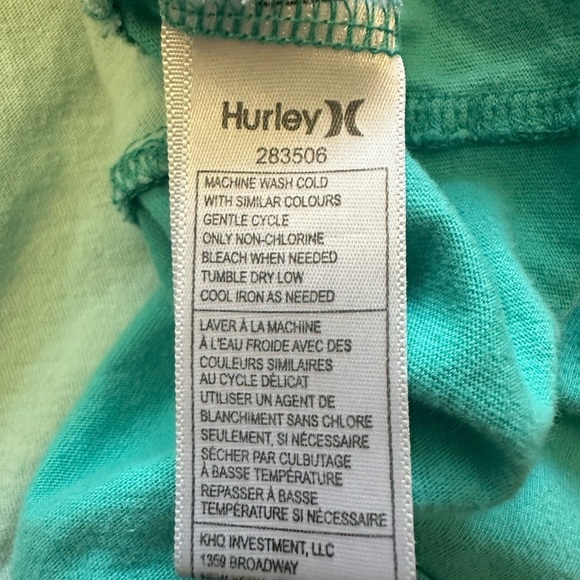 Hurley
283506
MACHINE WASH COLD
WITH SIMILAR COLOURS
GENTLE CYCLE
ONLY NON-CHLORINE
BLEACH WHEN NEEDED
TUMBLE DRY LOW
COOL IRON AS NEEDED
LAVER À LA MACHINE
À L'EAU FROIDE AVEC DES
COULEURS SIMILAIRES
AU CYCLE DÉLICAT
UTILISER UN AGENT DE
BLANCHIMENT SANS CHLORE
SEULEMENT, SI NÉCESSAIRE
SÉCHER PAR CULBUTAGE
À BASSE TEMPÉRATURE
REPASSER À BASSE
TEMPÉRATURE SI NÉCESSAIRE
KHQ INVESTMENT, LLC
1359 BROADWAY